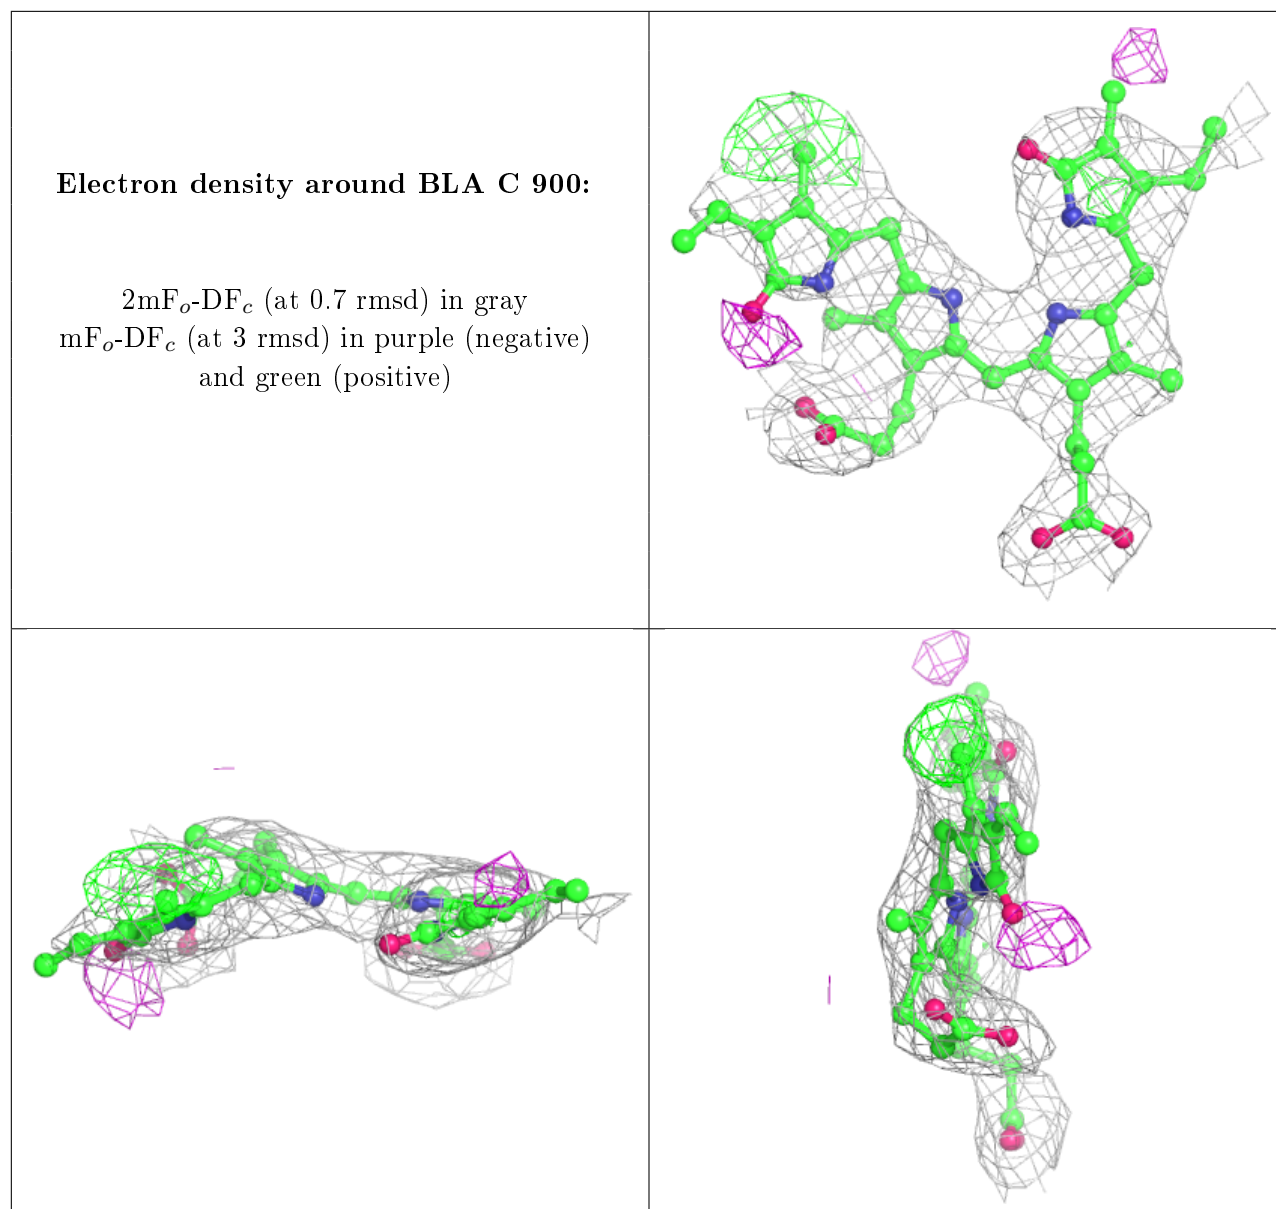 Electron density around BLA C 900:
2mFo-DFc (at 0.7 rmsd) in gray
mFo-DFc (at 3 rmsd) in purple (negative)
and green (positive)